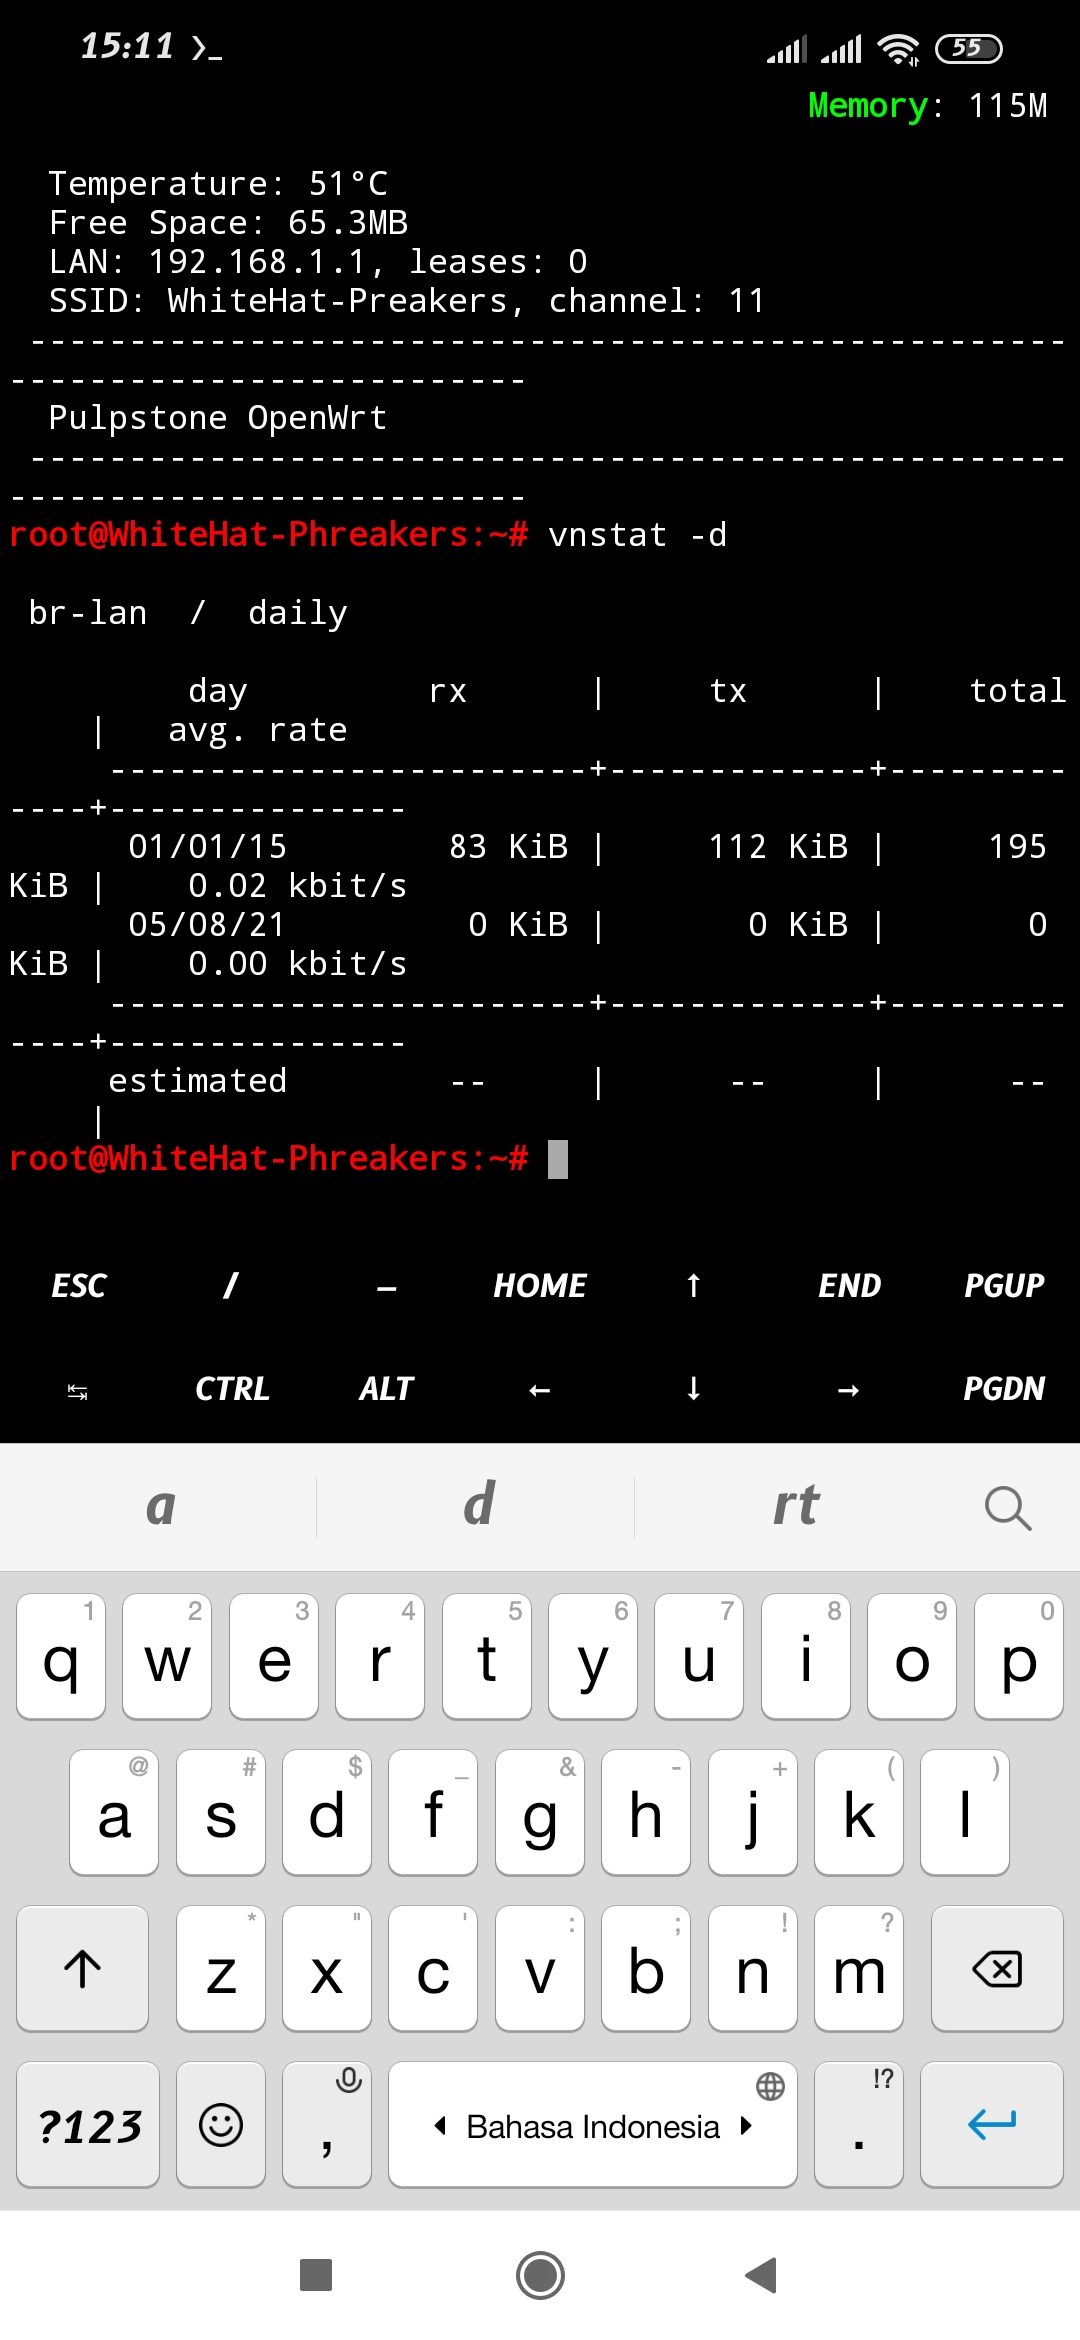 15:11 ❯_ 55
Memory: 115M
Temperature: 51°C
Free Space: 65.3MB
LAN: 192.168.1.1, leases: 0
SSID: WhiteHat-Preakers, channel: 11
----------------------------------------------------
--------------------------
Pulpstone OpenWrt
----------------------------------------------------
--------------------------
root@WhiteHat-Phreakers:~# vnstat -d
br-lan / daily
day rx | tx | total
| avg. rate
------------------------+-------------+---------
----+---------------
01/01/15 83 KiB | 112 KiB | 195
KiB | 0.02 kbit/s
05/08/21 0 KiB | 0 KiB | 0
KiB | 0.00 kbit/s
------------------------+-------------+---------
----+---------------
estimated -- | -- | --
|
root@WhiteHat-Phreakers:~#
ESC / – HOME ↑ END PGUP
↹ CTRL ALT ← ↓ → PGDN
a d rt
1 2 3 4 5 6 7 8 9 0
q w e r t y u i o p
@ # $ _ & - + ( )
a s d f g h j k l
* " ' : ; ! ?
z x c v b n m
!?
?123 , Bahasa Indonesia .